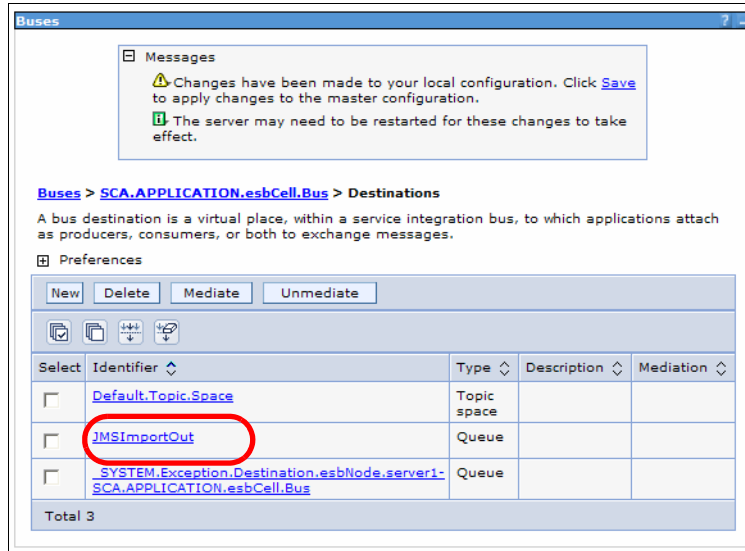 Buses
? –
Messages
Changes have been made to your local configuration. Click Save
to apply changes to the master configuration.
The server may need to be restarted for these changes to take
effect.
Buses > SCA.APPLICATION.esbCell.Bus > Destinations
A bus destination is a virtual place, within a service integration bus, to which applications attach
as producers, consumers, or both to exchange messages.
Preferences
New Delete Mediate Unmediate
Select Identifier Type Description Mediation
Default.Topic.Space Topic
space
JMSImportOut Queue
_SYSTEM.Exception.Destination.esbNode.server1- Queue
SCA.APPLICATION.esbCell.Bus
Total 3